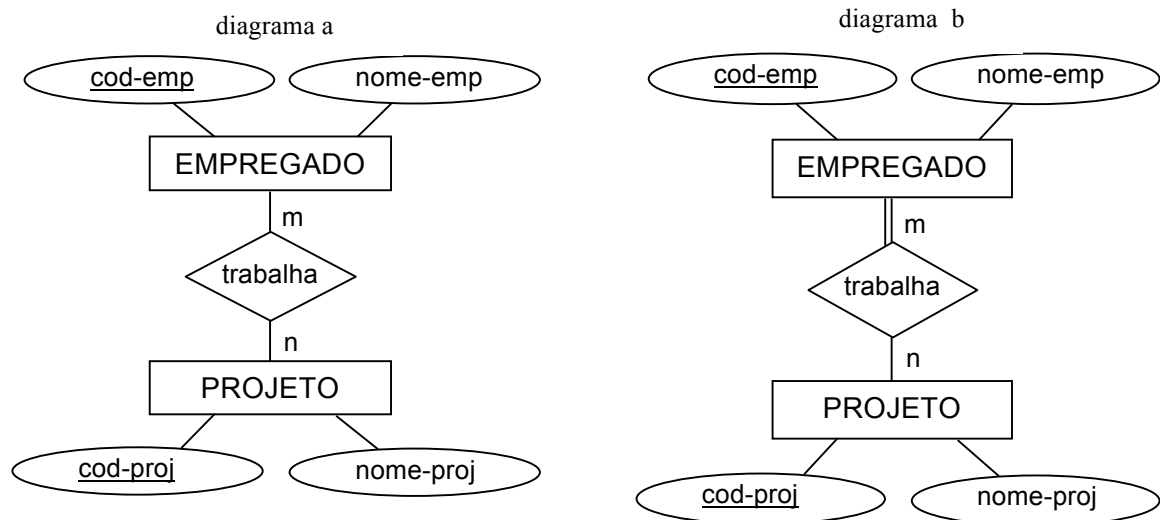 diagrama a
cod-emp nome-emp
EMPREGADO
m
trabalha
n
PROJETO
cod-proj nome-proj
diagrama b
cod-emp nome-emp
EMPREGADO
m
trabalha
n
PROJETO
cod-proj nome-proj